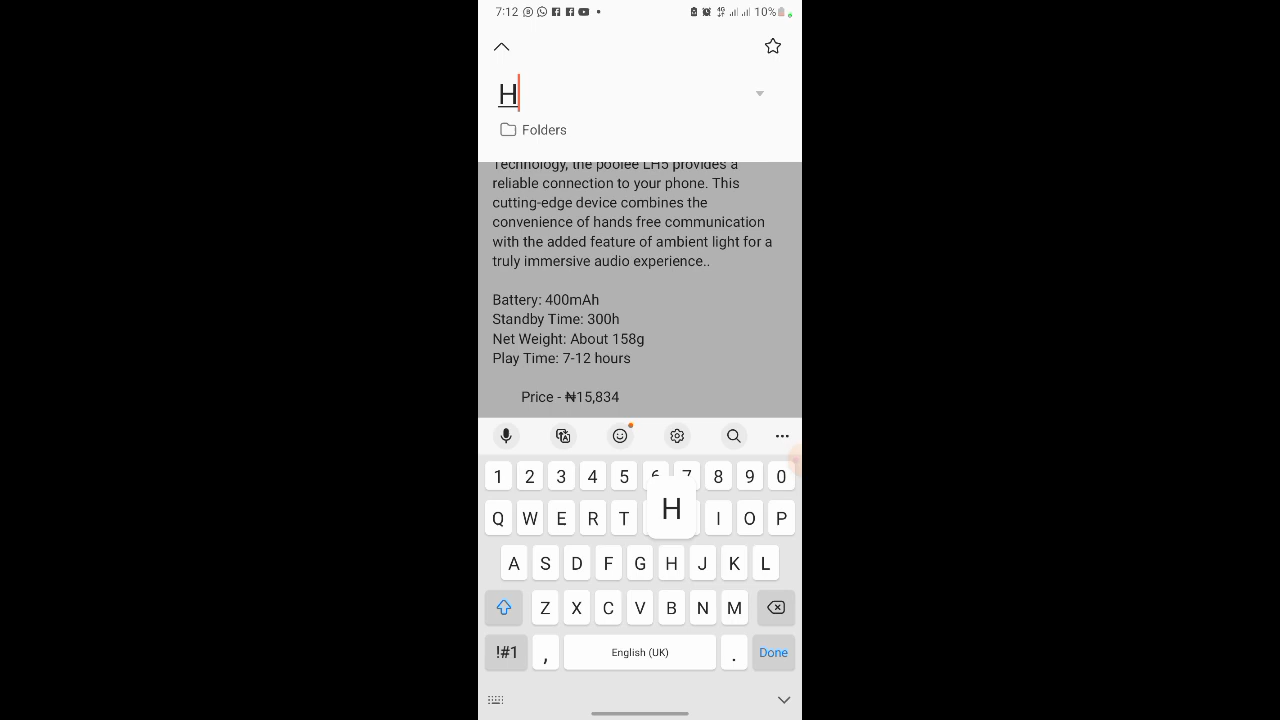 7:12 10%
H
Folders
Technology, the poolee LH5 provides a
reliable connection to your phone. This
cutting-edge device combines the
convenience of hands free communication
with the added feature of ambient light for a
truly immersive audio experience..
Battery: 400mAh
Standby Time: 300h
Net Weight: About 158g
Play Time: 7-12 hours
Price - ₦15,834
1 2 3 4 5 6 7 8 9 0
Q W E R T H I O P
A S D F G H J K L
Z X C V B N M
!#1 , English (UK) . Done